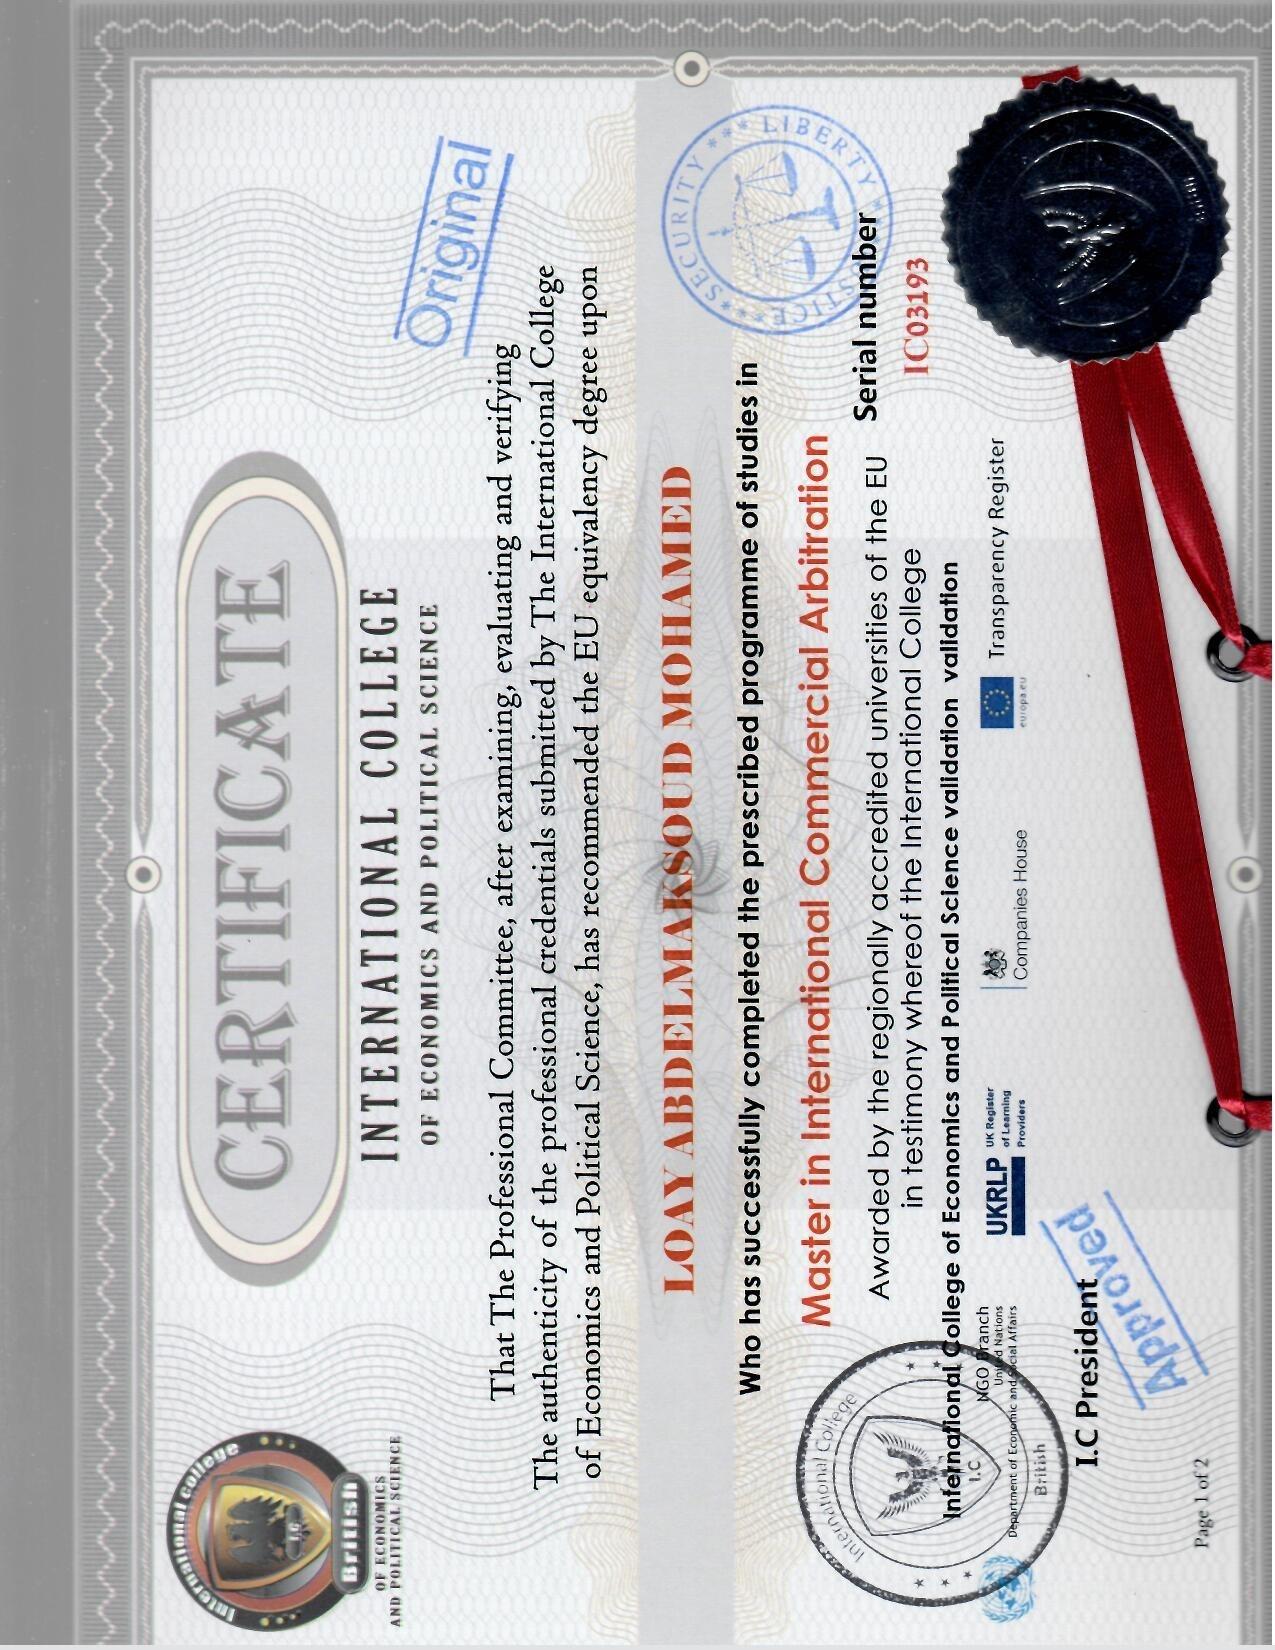 International college
I.C
British
OF ECONOMICS
AND POLITICAL SCIENCE
CERTIFICATE
INTERNATIONAL COLLEGE
OF ECONOMICS AND POLITICAL SCIENCE
Original
That The Professional Committee, after examining, evaluating and verifying
The authenticity of the professional credentials submitted by The International College
of Economics and Political Science, has recommended the EU equivalency degree upon
LOAY ABDELMAKSOUD MOHAMED
Who has successfully completed the prescribed programme of studies in
Master in International Commercial Arbitration
SECURITY ** LIBERTY ** JUSTICE **
Awarded by the regionally accredited universities of the EU
in testimony whereof the International College
Serial number
IC03193
International College of Economics and Political Science validation validation
International College
I.C
British
NGO Branch
United Nations
Department of Economic and Social Affairs
UKRLP
UK Register
of Learning
Providers
Companies House
europa.eu
Transparency Register
I.C President
Approved
Page 1 of 2